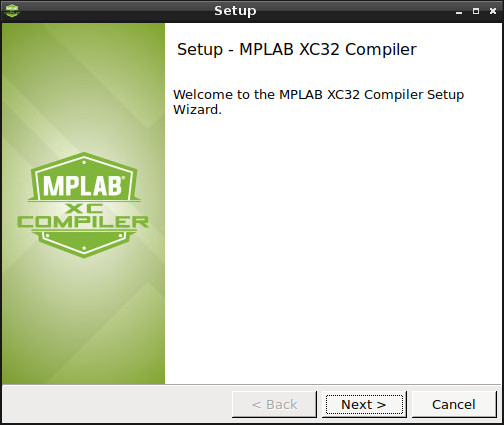 Setup
Setup - MPLAB XC32 Compiler
Welcome to the MPLAB XC32 Compiler Setup
Wizard.
MPLAB®
XC
COMPILER
< Back
Next >
Cancel